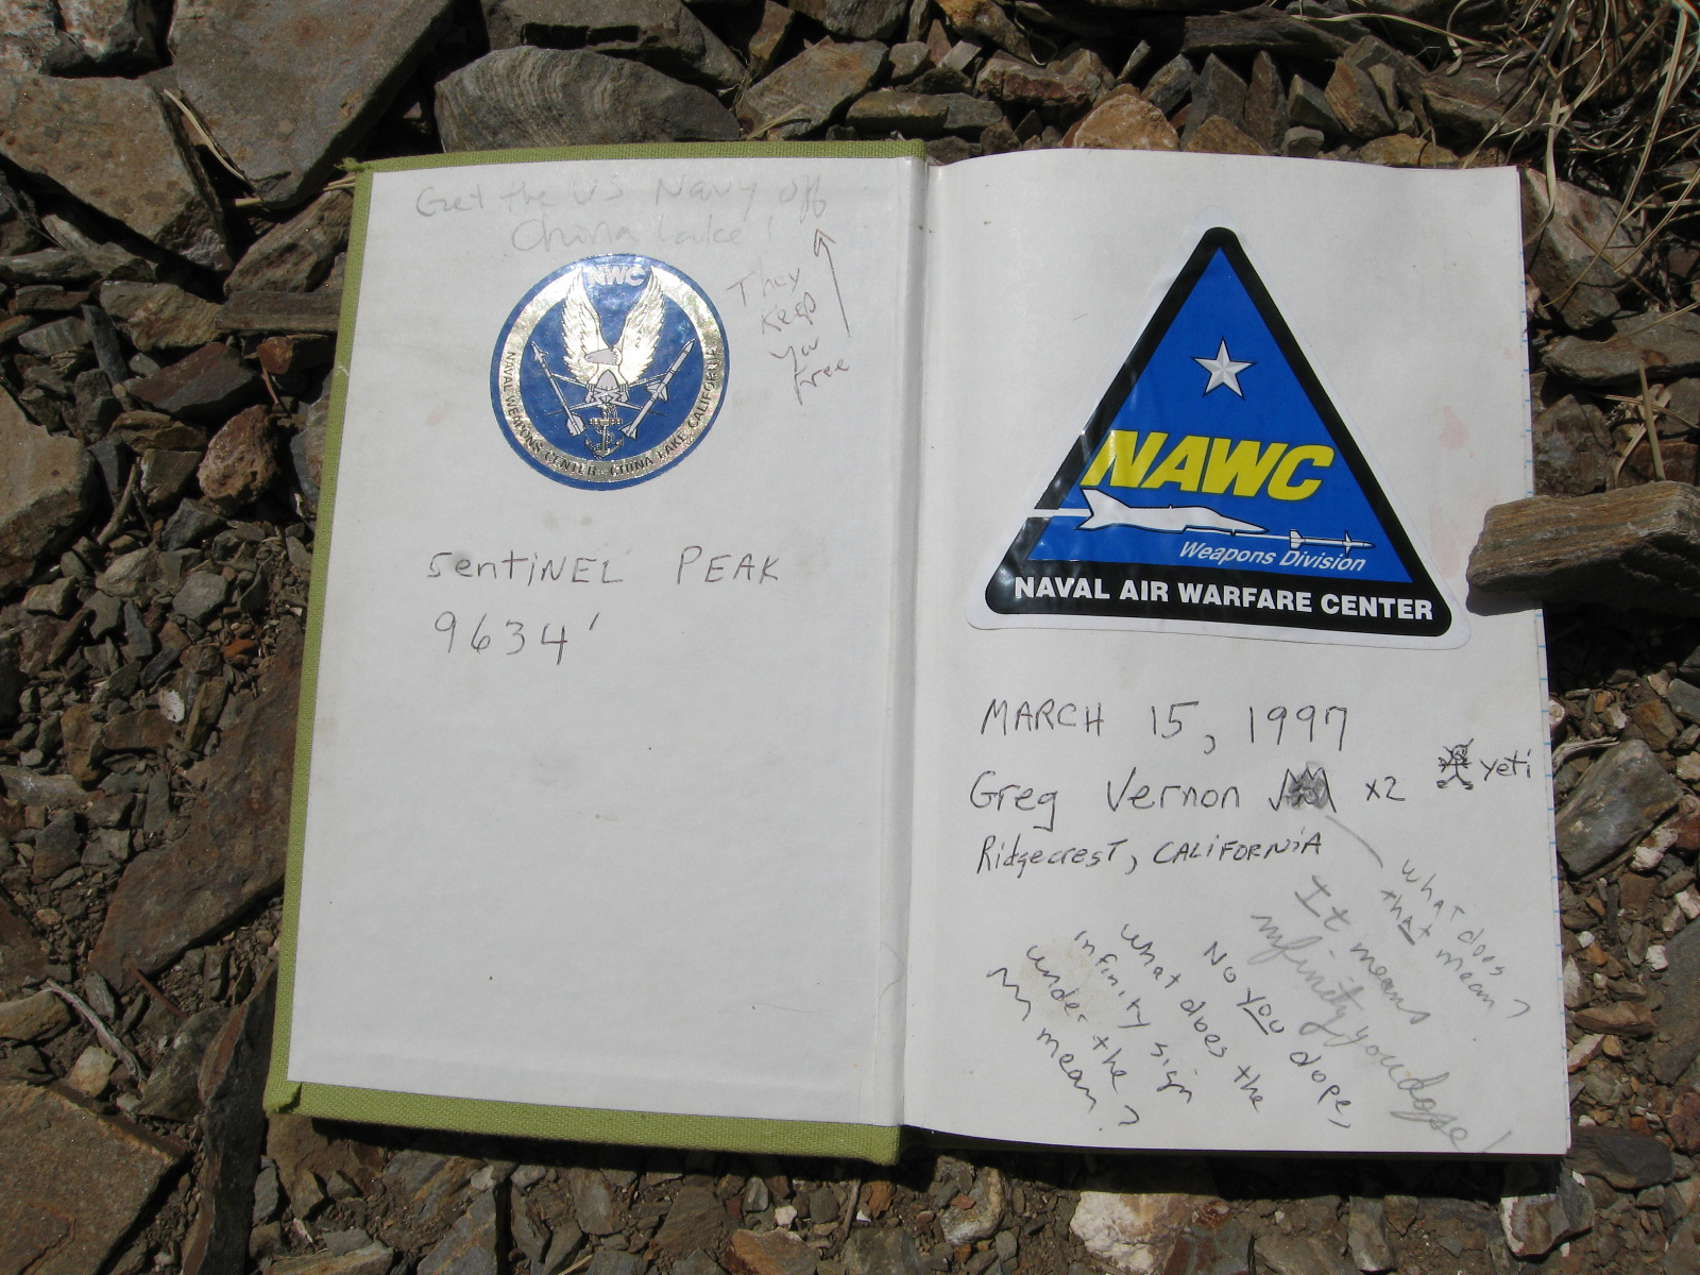 Get the US Navy off
China Lake!
They
Keep
You
Free
NWC
NAVAL WEAPONS CENTER · CHINA LAKE CALIFORNIA
SentiNEL PEAK
9634'
NAWC
Weapons Division
NAVAL AIR WARFARE CENTER
MARCH 15, 1997
Greg Vernon x2
yeti
RidgecresT, CALiFORNiA
what does
that mean?
It means
infinity you dope!
No you dope,
what does the
infinity sign
under the
mean?